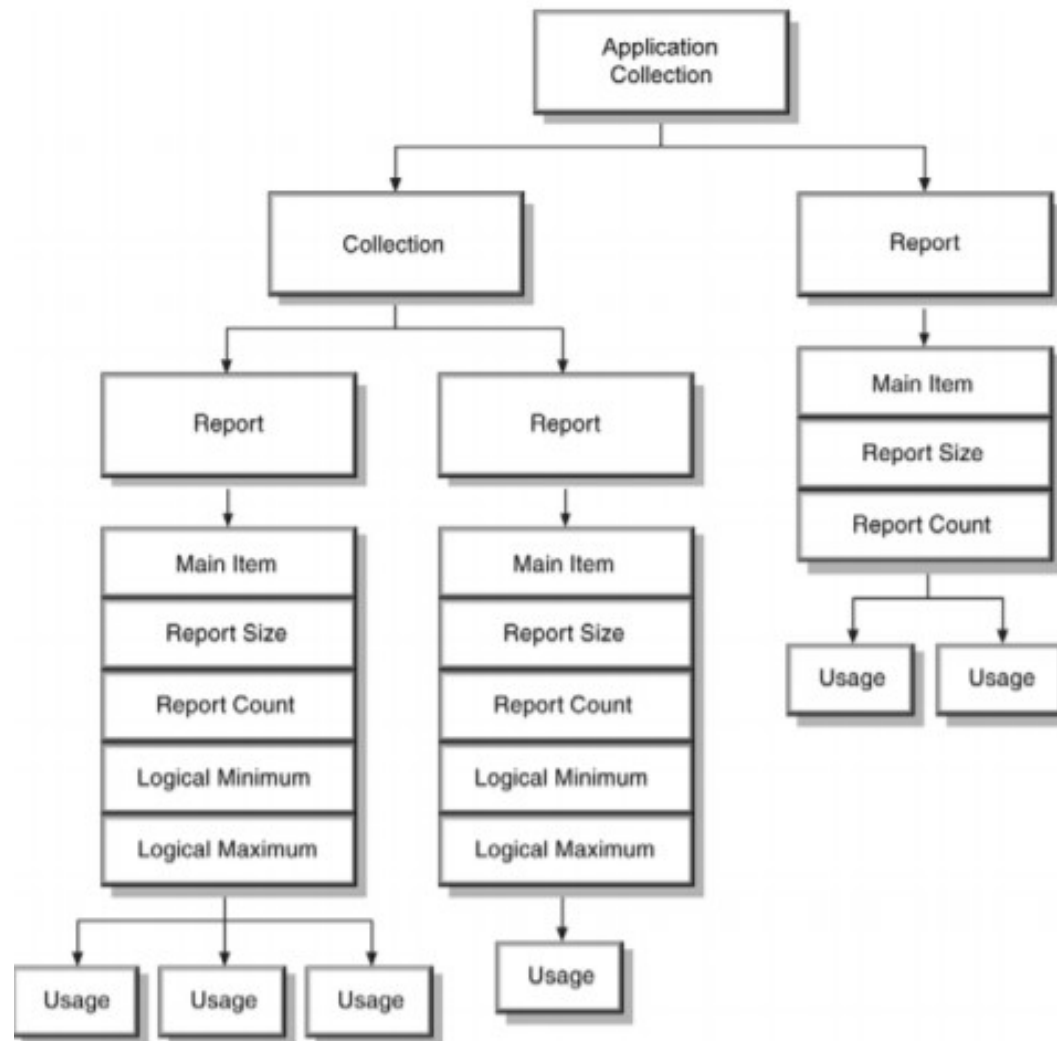 Application
Collection
Collection
Report
Report
Report
Main Item
Report Size
Report Count
Main Item
Report Size
Report Count
Logical Minimum
Logical Maximum
Main Item
Report Size
Report Count
Logical Minimum
Logical Maximum
Usage
Usage
Usage
Usage
Usage
Usage